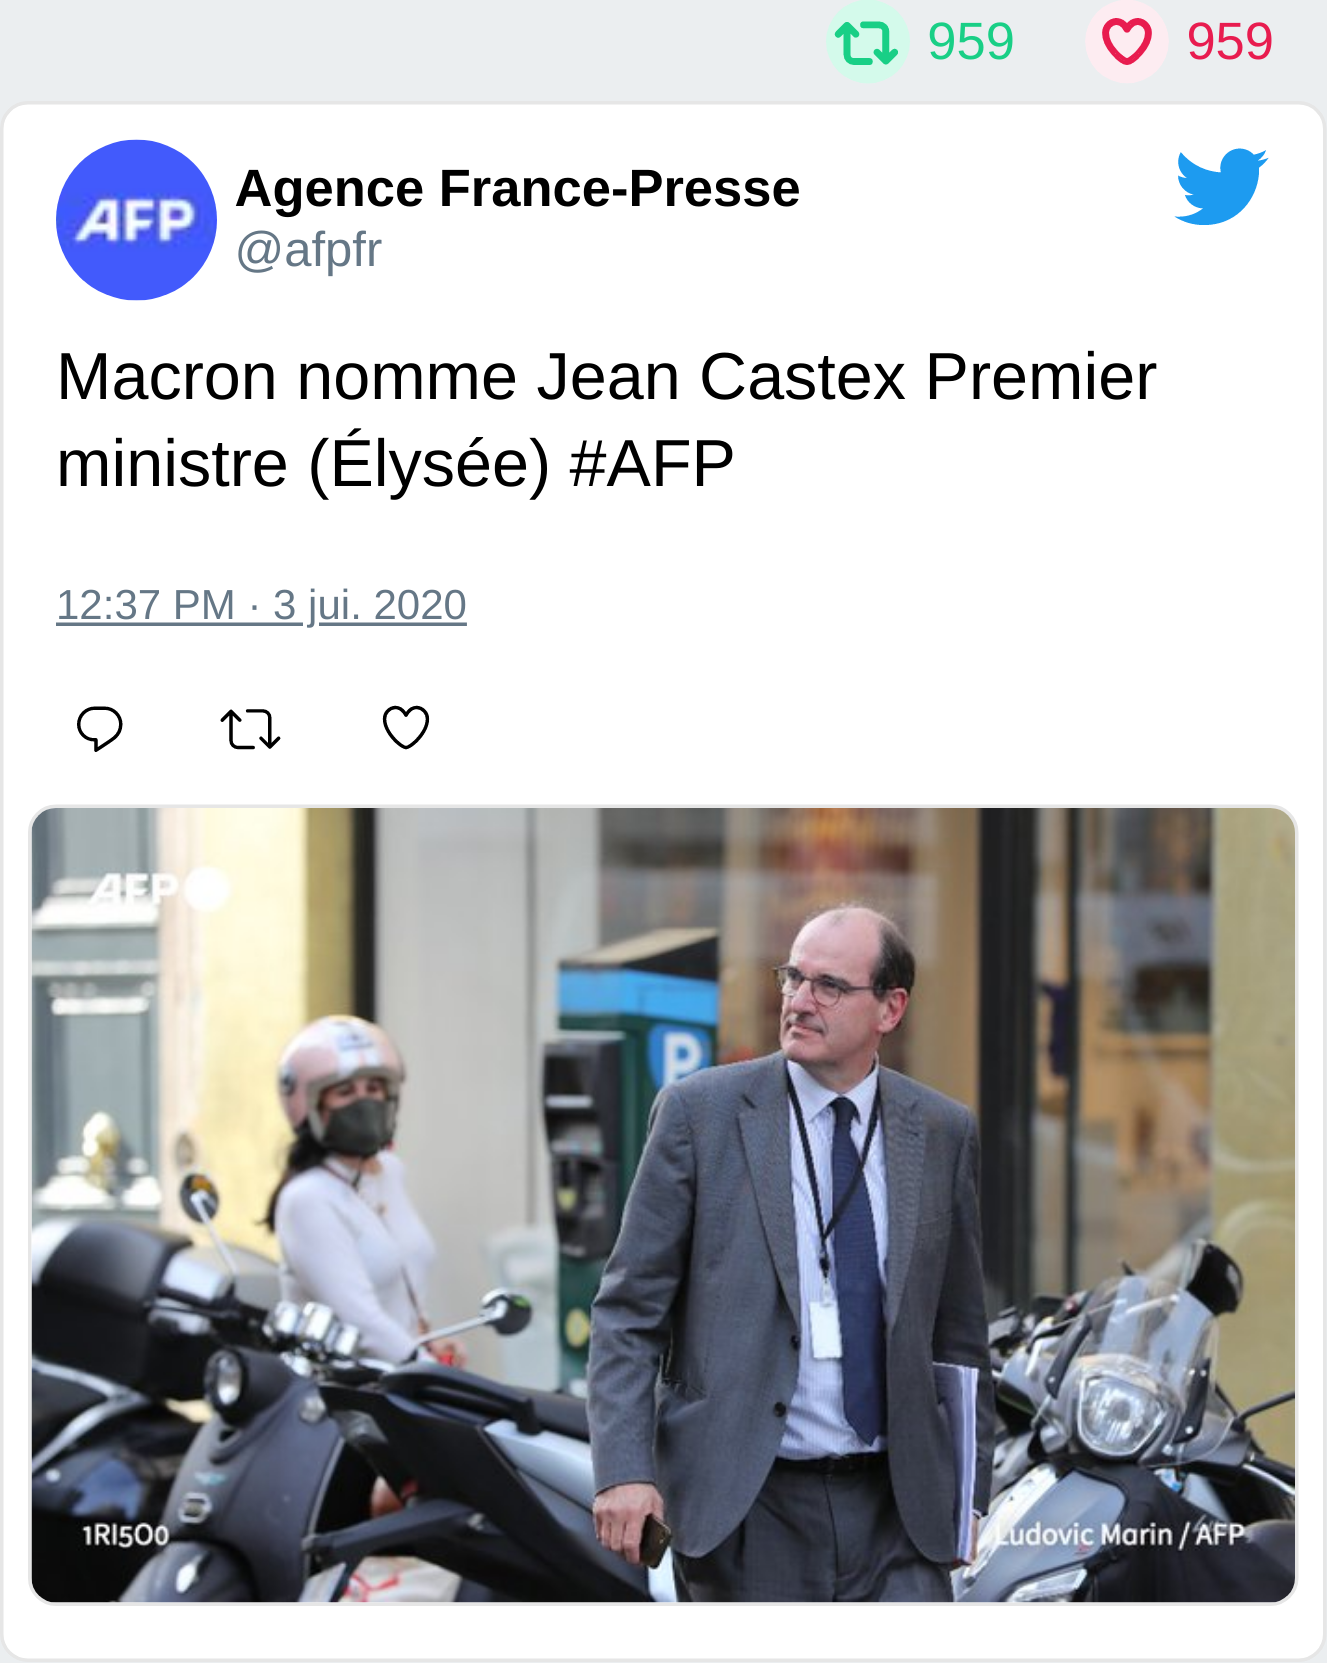 959 959
AFP
Agence France-Presse
@afpfr
Macron nomme Jean Castex Premier
ministre (Élysée) #AFP
12:37 PM · 3 jui. 2020
AFP
P
1RI5O0
Ludovic Marin / AFP